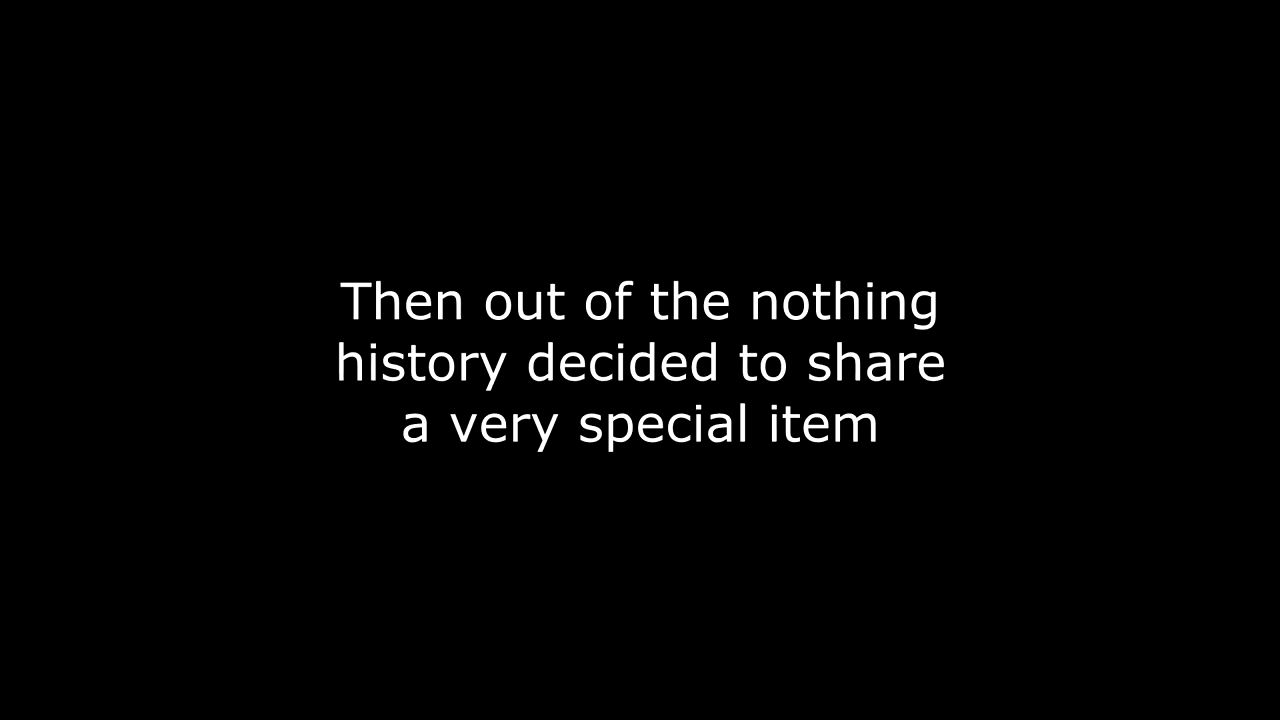 Then out of the nothing
history decided to share
a very special item